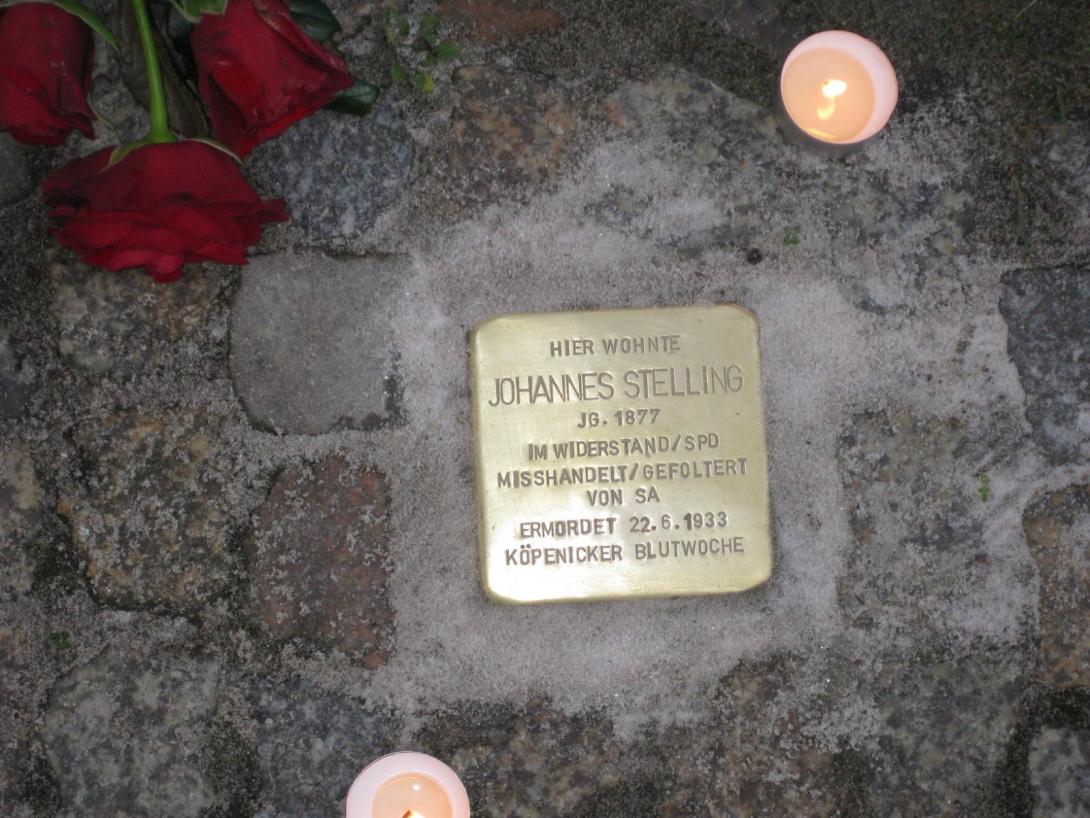 HIER WOHNTE
JOHANNES STELLING
JG. 1877
IM WIDERSTAND/SPD
MISSHANDELT/GEFOLTERT
VON SA
ERMORDET 22.6.1933
KÖPENICKER BLUTWOCHE